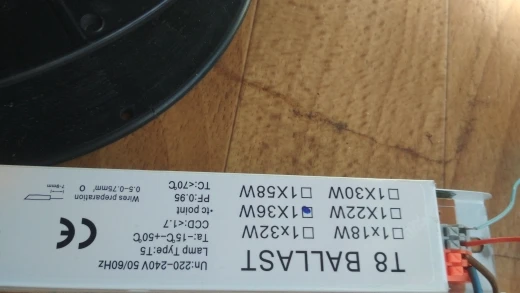 T8 BALLAST
□1x18W □1x32W
□1X22W □1X36W
□1X30W □1X58W
Un:220-240V 50/60Hz
Lamp Type:T5
Ta:-15℃~+50℃
CCD:<1.7
•tc point
PF:0.95
TC:<70℃
CE
Wires preparation
0.5-0.75mm²